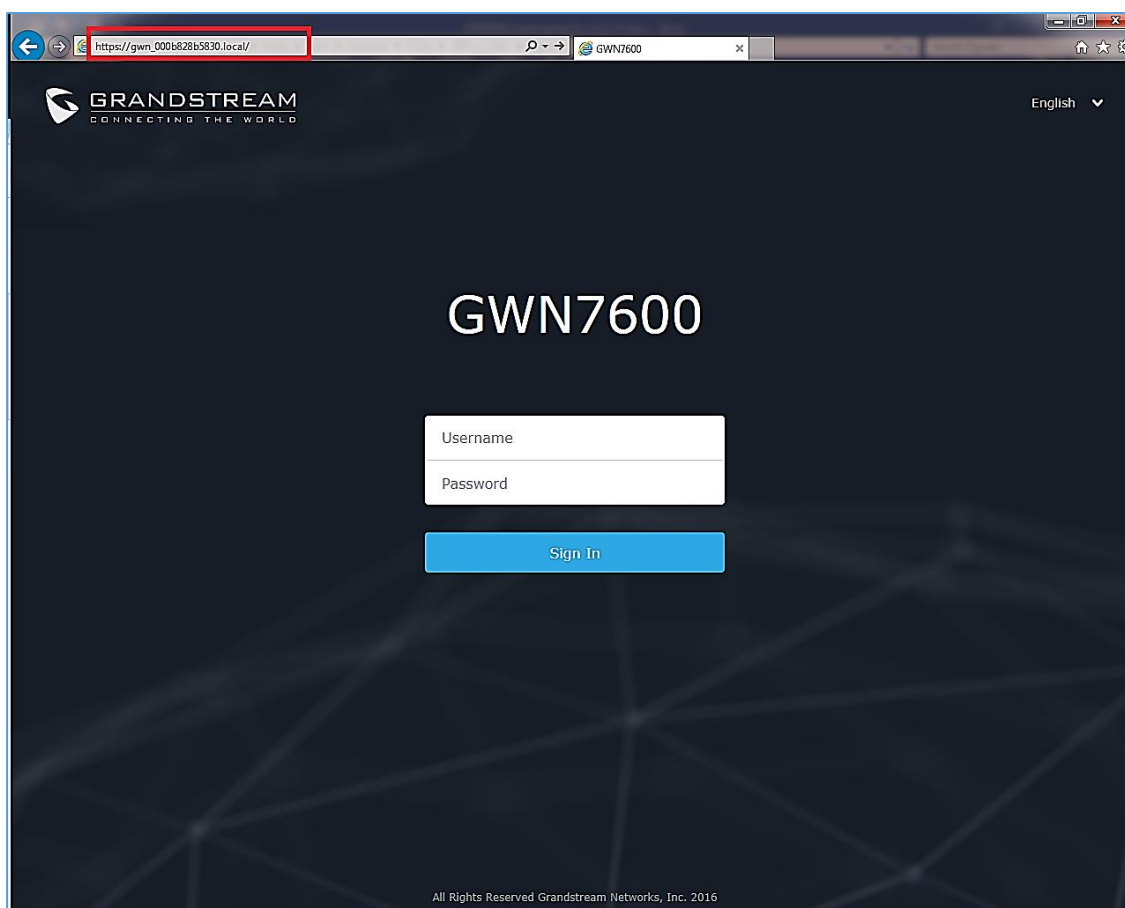 https://gwn_000b828b5830.local/
GWN7600
GRANDSTREAM
CONNECTING THE WORLD
English
GWN7600
Username
Password
Sign In
All Rights Reserved Grandstream Networks, Inc. 2016